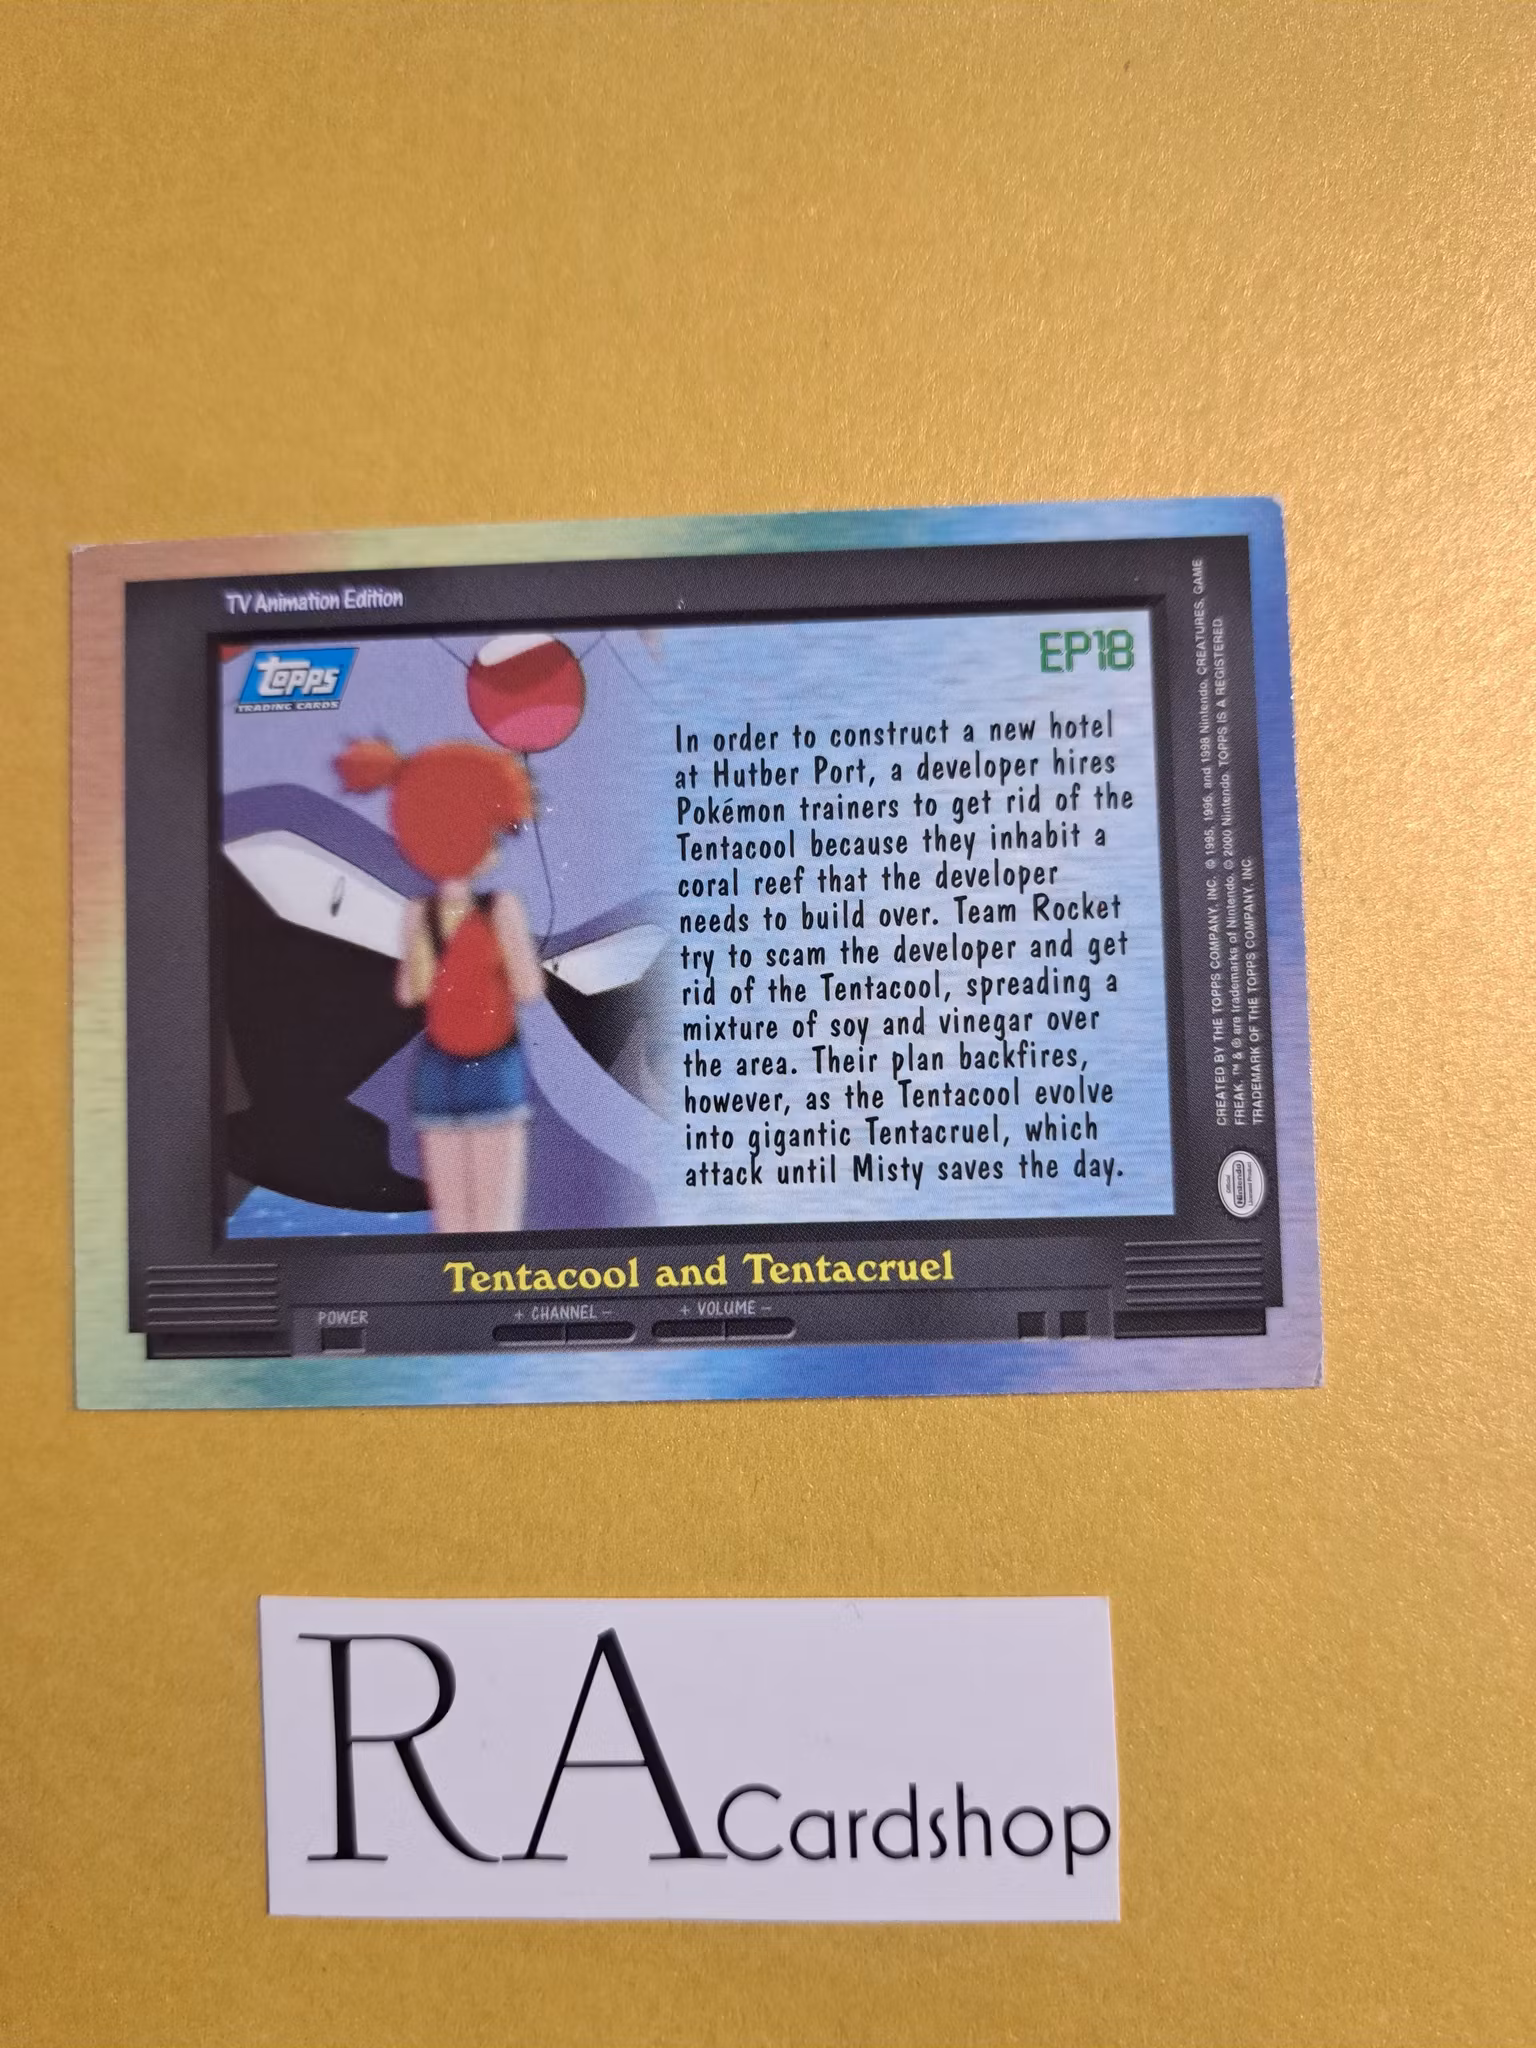 TV Animation Edition
Topps
TRADING CARDS
EP18
In order to construct a new hotel
at Hutber Port, a developer hires
Pokémon trainers to get rid of the
Tentacool because they inhabit a
coral reef that the developer
needs to build over. Team Rocket
try to scam the developer and get
rid of the Tentacool, spreading a
mixture of soy and vinegar over
the area. Their plan backfires,
however, as the Tentacool evolve
into gigantic Tentacruel, which
attack until Misty saves the day.
Tentacool and Tentacruel
POWER
+ CHANNEL −
+ VOLUME −
CREATED BY THE TOPPS COMPANY, INC. © 1995, 1996, and 1998 Nintendo, CREATURES, GAME
FREAK. ™ & ® are trademarks of Nintendo. © 2000 Nintendo. TOPPS IS A REGISTERED
TRADEMARK OF THE TOPPS COMPANY, INC.
Official
Nintendo
Licensed Product
RA Cardshop